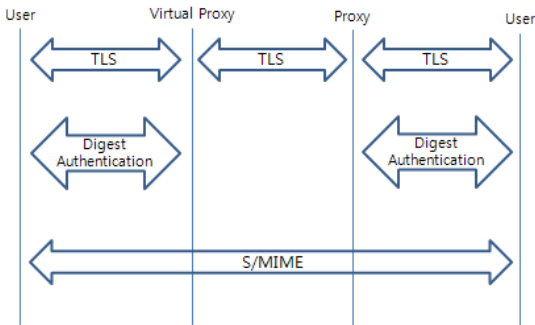 User Virtual Proxy Proxy User
TLS TLS TLS
Digest
Authentication
Digest
Authentication
S/MIME